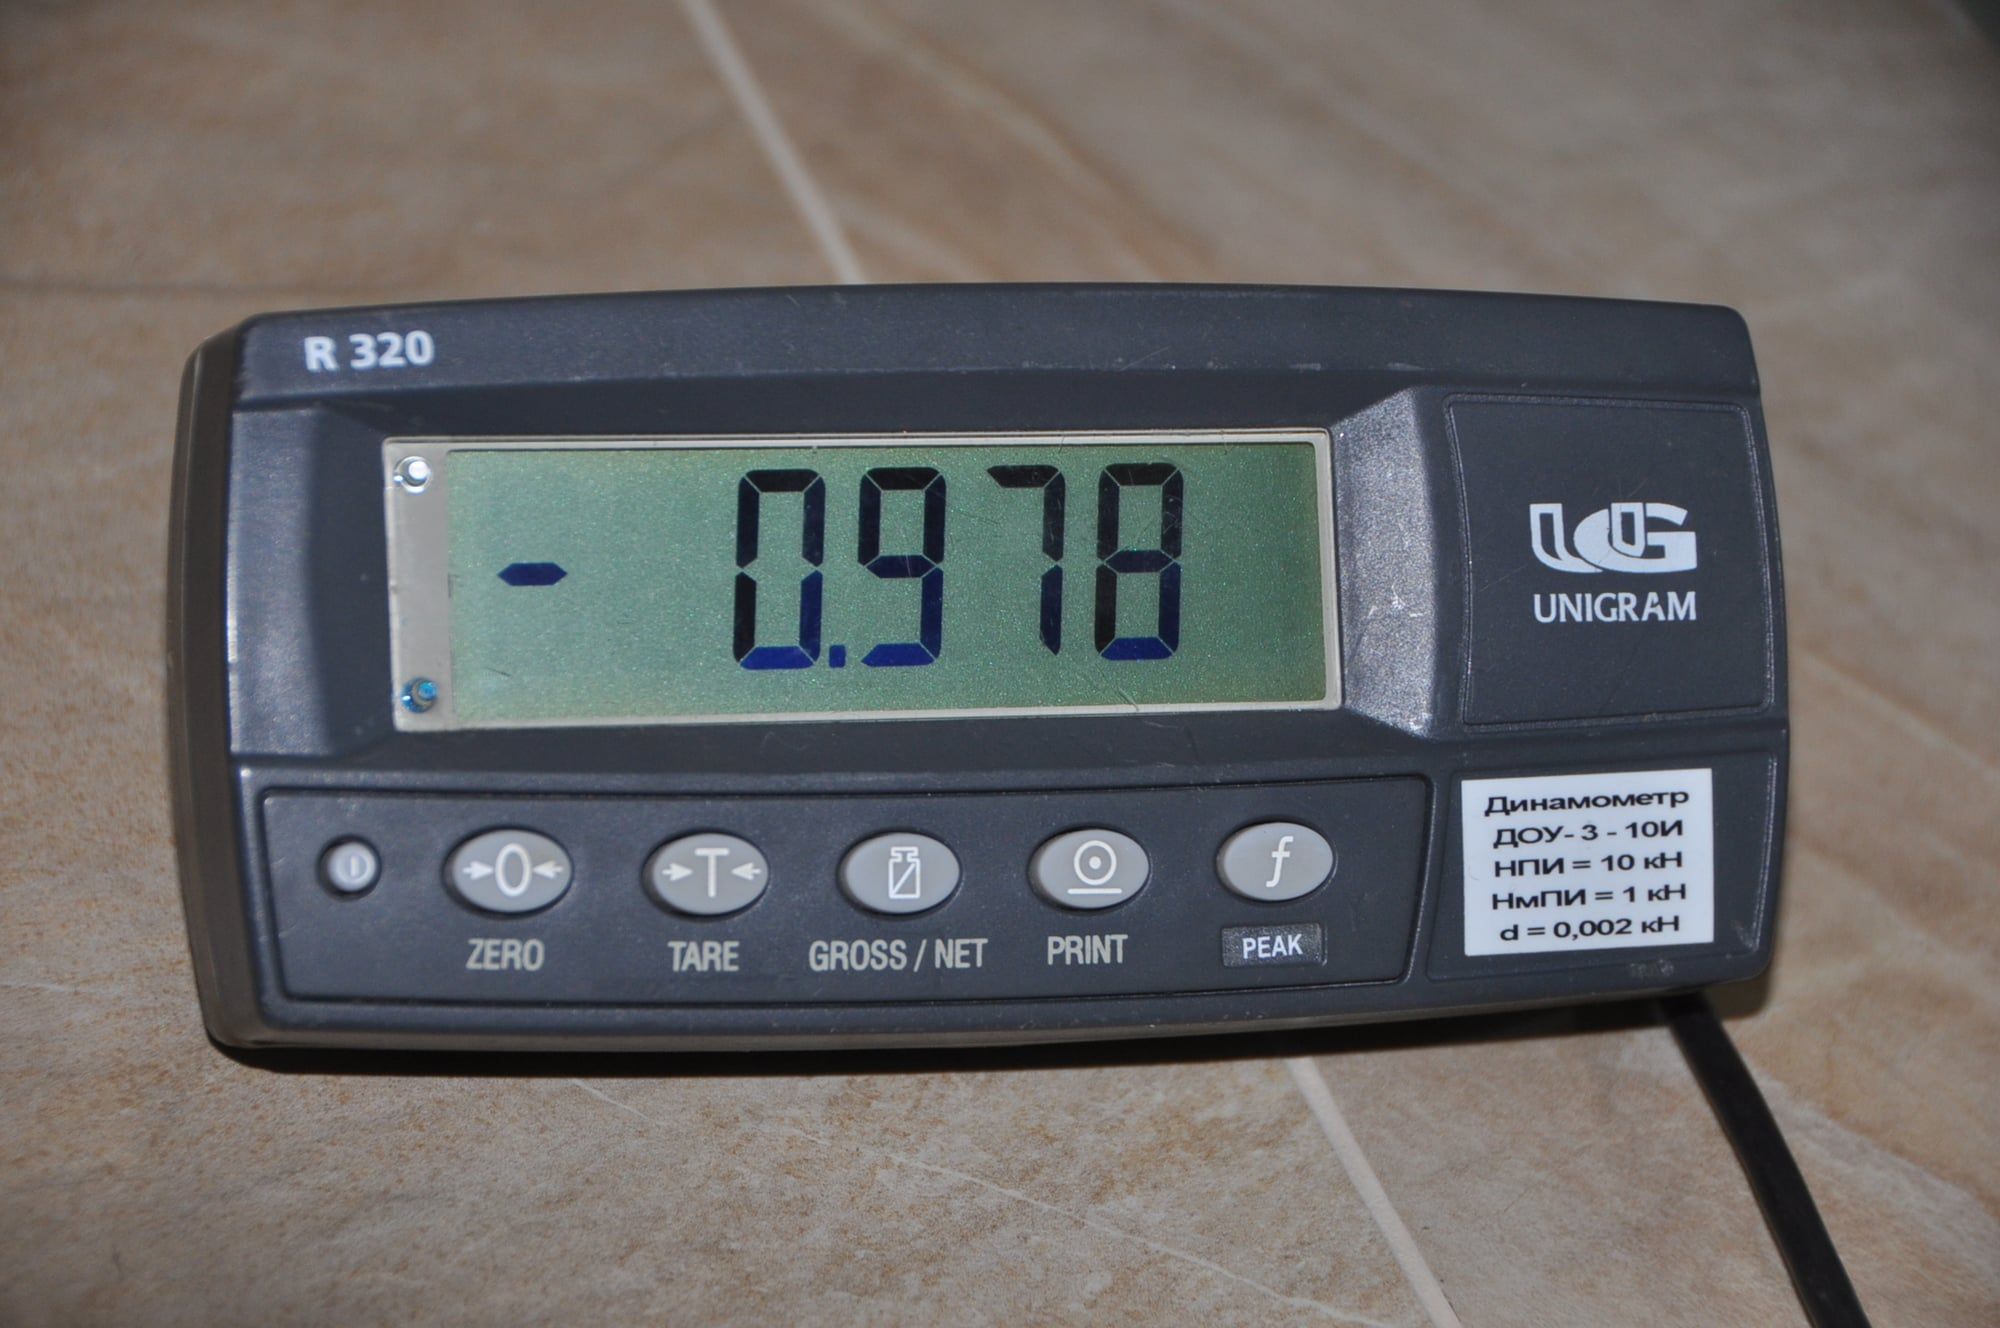 R 320
- 0.978
UNIGRAM
ZERO
TARE
GROSS / NET
PRINT
PEAK
Динамометр
ДОУ- 3 - 10И
НПИ = 10 кН
НмПИ = 1 кН
d = 0,002 кН